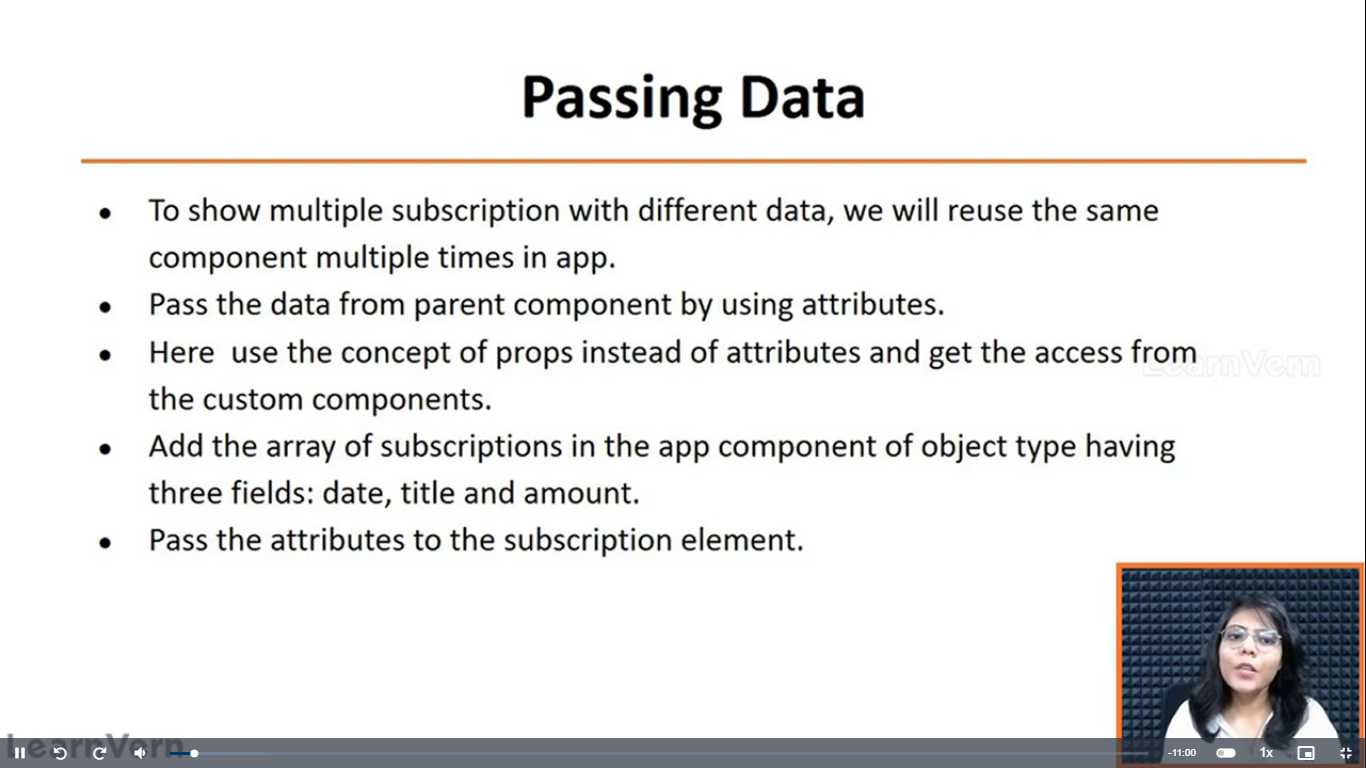 Passing Data
• To show multiple subscription with different data, we will reuse the same
component multiple times in app.
• Pass the data from parent component by using attributes.
• Here  use the concept of props instead of attributes and get the access from
LearnVern
the custom components.
• Add the array of subscriptions in the app component of object type having
three fields: date, title and amount.
• Pass the attributes to the subscription element.
LearnVern
-11:00
1x